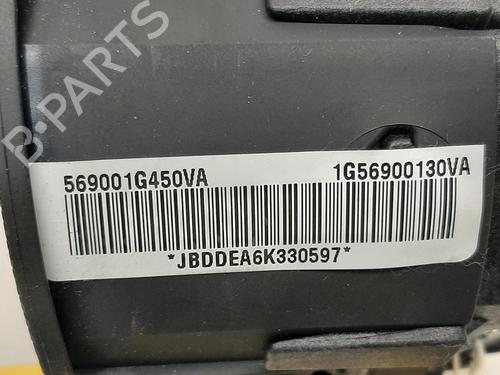 B-PARTS
569001G450VA 1G56900130VA
*JBDDEA6K330597*